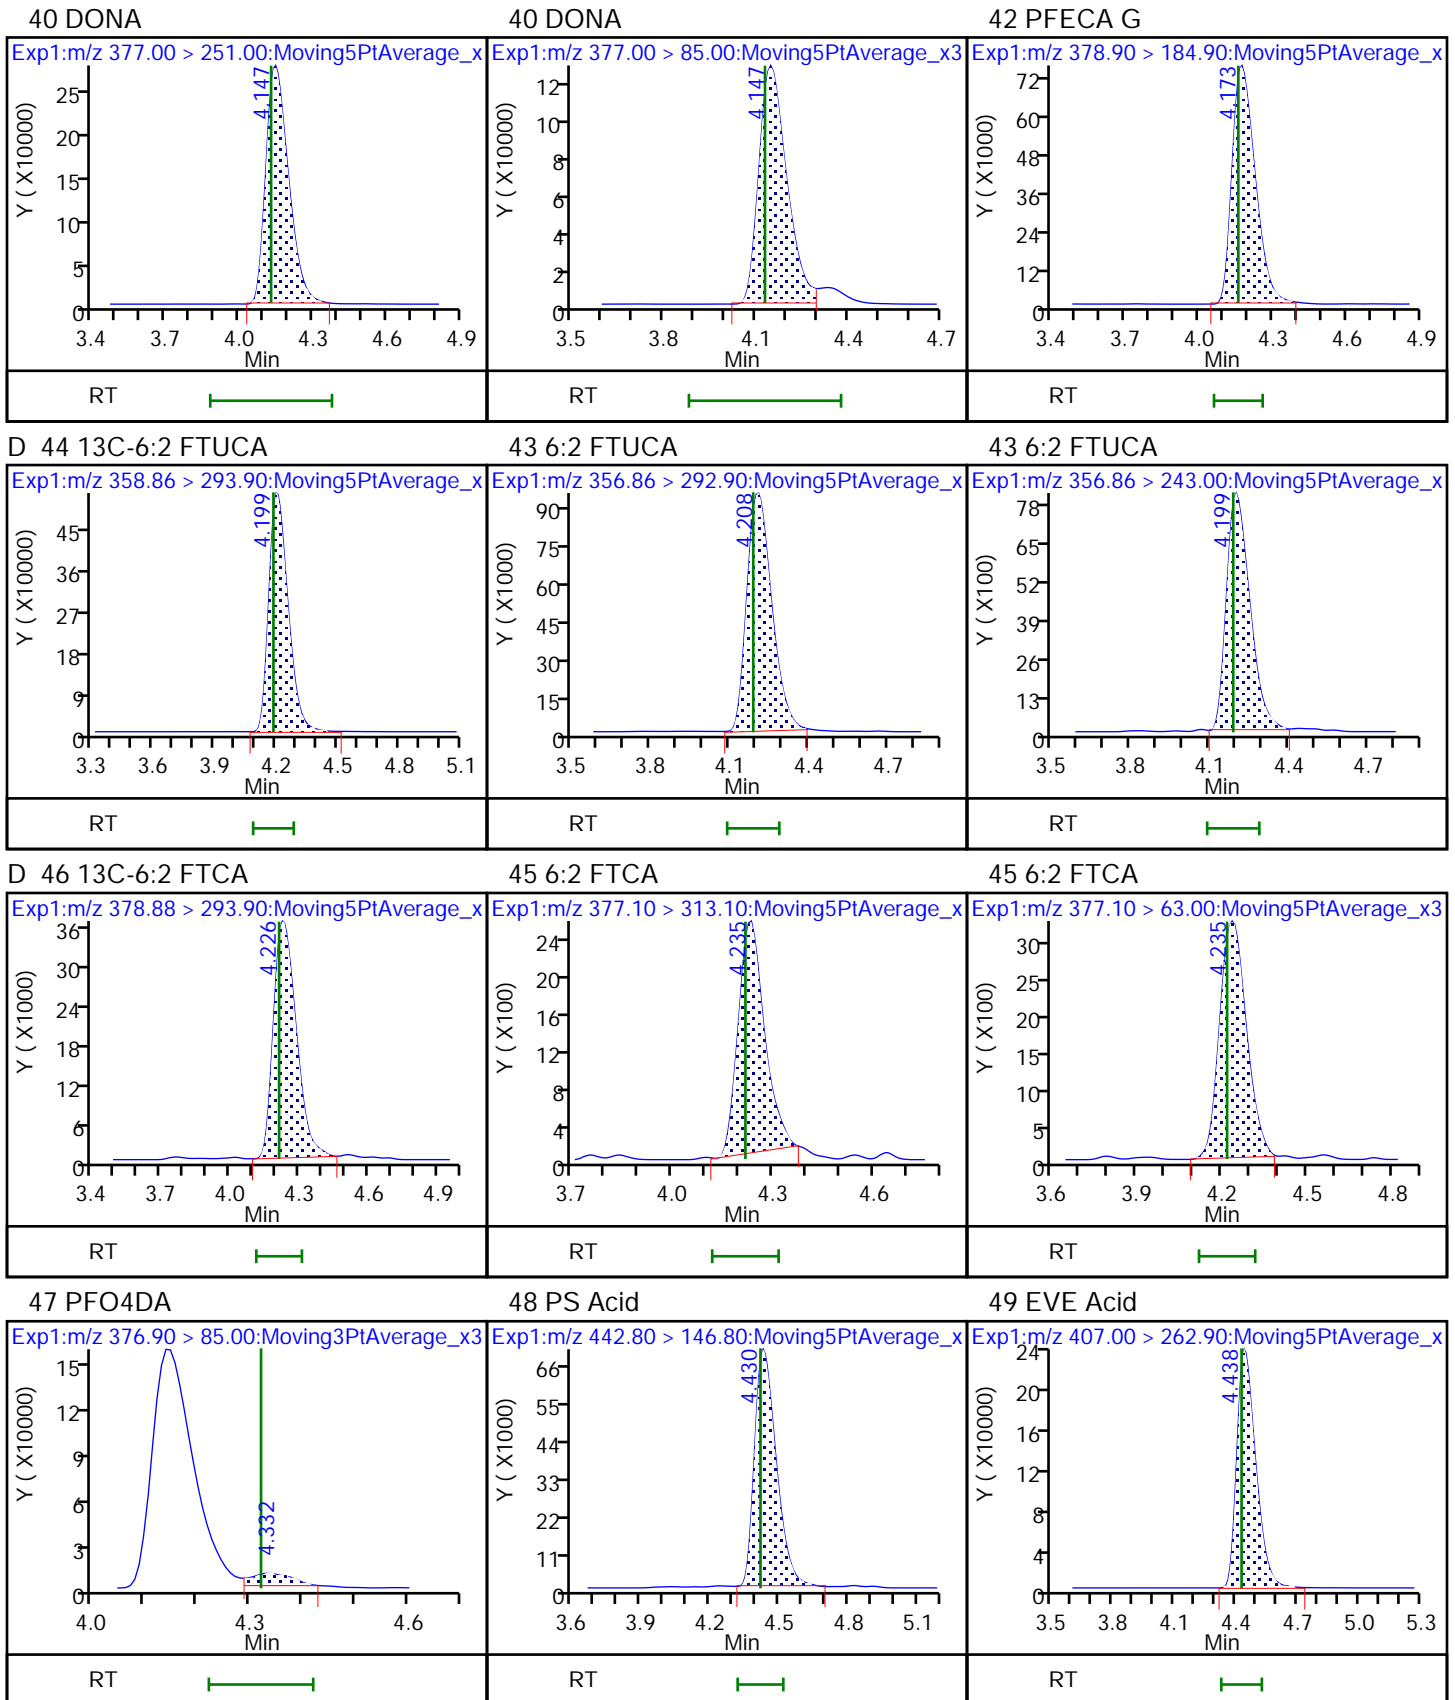 40 DONA
Exp1:m/z 377.00 > 251.00:Moving5PtAverage_x
4.147
Y ( X10000)
25
20
15
10
5
0
3.4 3.7 4.0 4.3 4.6 4.9
Min
RT
40 DONA
Exp1:m/z 377.00 > 85.00:Moving5PtAverage_x3
4.147
Y ( X10000)
12
10
8
6
4
2
0
3.5 3.8 4.1 4.4 4.7
Min
RT
42 PFECA G
Exp1:m/z 378.90 > 184.90:Moving5PtAverage_x
4.173
Y ( X1000)
72
60
48
36
24
12
0
3.4 3.7 4.0 4.3 4.6 4.9
Min
RT
D 44 13C-6:2 FTUCA
Exp1:m/z 358.86 > 293.90:Moving5PtAverage_x
4.199
Y ( X10000)
45
36
27
18
9
0
3.3 3.6 3.9 4.2 4.5 4.8 5.1
Min
RT
43 6:2 FTUCA
Exp1:m/z 356.86 > 292.90:Moving5PtAverage_x
4.208
Y ( X1000)
90
75
60
45
30
15
0
3.5 3.8 4.1 4.4 4.7
Min
RT
43 6:2 FTUCA
Exp1:m/z 356.86 > 243.00:Moving5PtAverage_x
4.199
Y ( X100)
78
65
52
39
26
13
0
3.5 3.8 4.1 4.4 4.7
Min
RT
D 46 13C-6:2 FTCA
Exp1:m/z 378.88 > 293.90:Moving5PtAverage_x
4.226
Y ( X1000)
36
30
24
18
12
6
0
3.4 3.7 4.0 4.3 4.6 4.9
Min
RT
45 6:2 FTCA
Exp1:m/z 377.10 > 313.10:Moving5PtAverage_x
4.235
Y ( X100)
24
20
16
12
8
4
0
3.7 4.0 4.3 4.6
Min
RT
45 6:2 FTCA
Exp1:m/z 377.10 > 63.00:Moving5PtAverage_x3
4.235
Y ( X100)
30
25
20
15
10
5
0
3.6 3.9 4.2 4.5 4.8
Min
RT
47 PFO4DA
Exp1:m/z 376.90 > 85.00:Moving3PtAverage_x3
4.332
Y ( X10000)
15
12
9
6
3
0
4.0 4.3 4.6
Min
RT
48 PS Acid
Exp1:m/z 442.80 > 146.80:Moving5PtAverage_x
4.430
Y ( X1000)
66
55
44
33
22
11
0
3.6 3.9 4.2 4.5 4.8 5.1
Min
RT
49 EVE Acid
Exp1:m/z 407.00 > 262.90:Moving5PtAverage_x
4.438
Y ( X10000)
24
20
16
12
8
4
0
3.5 3.8 4.1 4.4 4.7 5.0 5.3
Min
RT